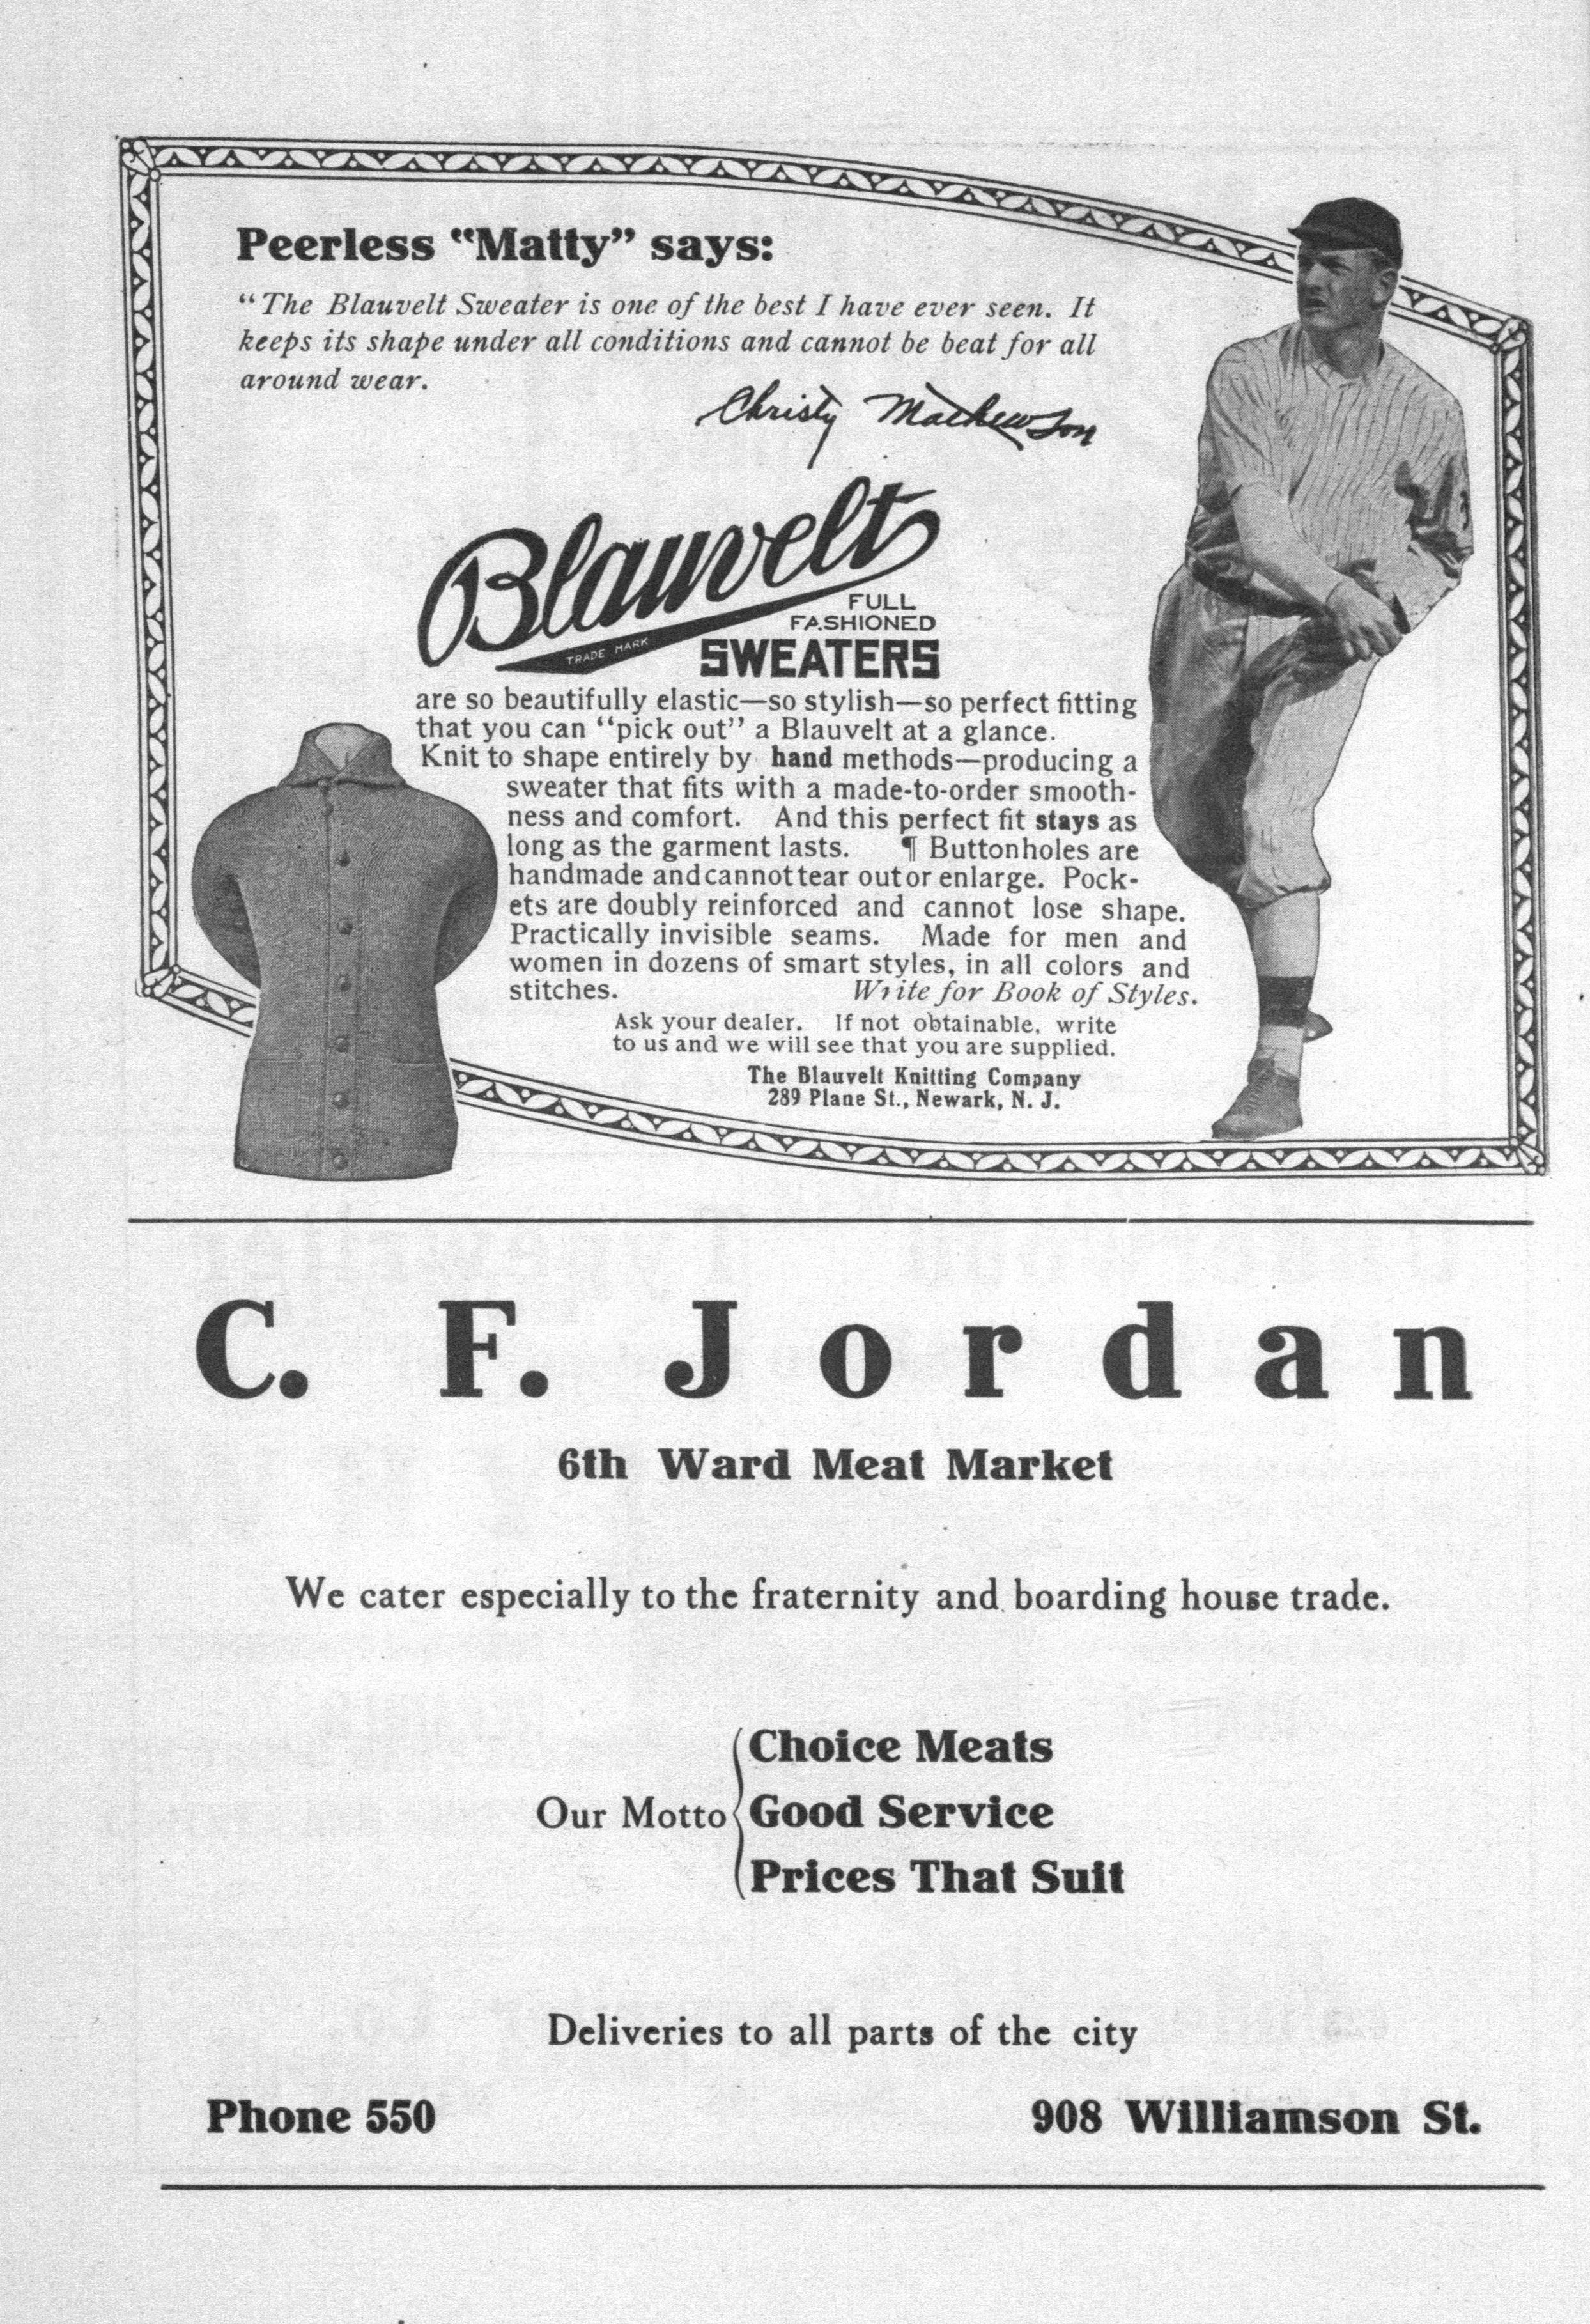 Peerless “Matty” says:
“The Blauvelt Sweater is one of the best I have ever seen. It
keeps its shape under all conditions and cannot be beat for all
around wear.
Christy Mathewson
Blauvelt
TRADE MARK
FULL
FASHIONED
SWEATERS
are so beautifully elastic—so stylish—so perfect fitting
that you can “pick out” a Blauvelt at a glance.
Knit to shape entirely by hand methods—producing a
sweater that fits with a made-to-order smooth-
ness and comfort. And this perfect fit stays as
long as the garment lasts. ¶ Buttonholes are
handmade and cannot tear out or enlarge. Pock-
ets are doubly reinforced and cannot lose shape.
Practically invisible seams. Made for men and
women in dozens of smart styles, in all colors and
stitches. Write for Book of Styles.
Ask your dealer. If not obtainable, write
to us and we will see that you are supplied.
The Blauvelt Knitting Company
289 Plane St., Newark, N. J.
C. F. Jordan
6th Ward Meat Market
We cater especially to the fraternity and boarding house trade.
Our Motto
Choice Meats
Good Service
Prices That Suit
Deliveries to all parts of the city
Phone 550 908 Williamson St.